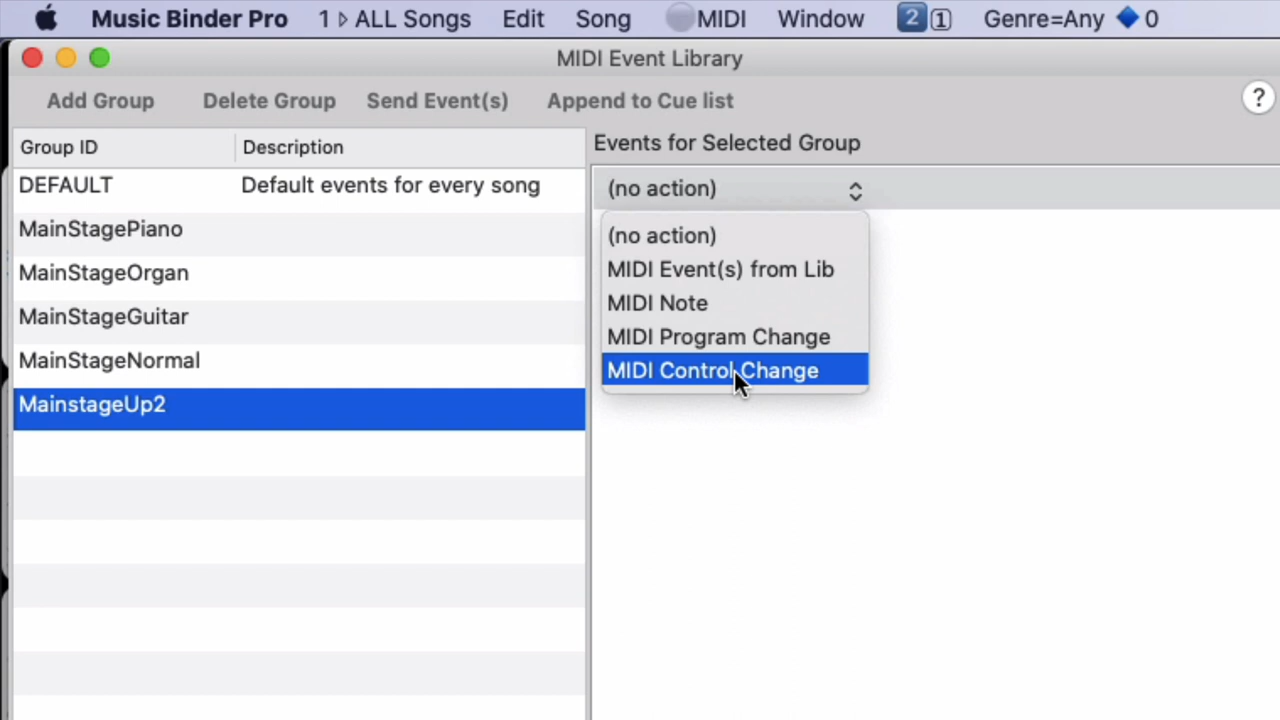 Music Binder Pro 1 ▹ ALL Songs Edit Song MIDI Window 2 1 Genre=Any 0
MIDI Event Library
Add Group Delete Group Send Event(s) Append to Cue list ?
Group ID Description
Events for Selected Group
DEFAULT Default events for every song
(no action)
MainStagePiano
MainStageOrgan
MainStageGuitar
MainStageNormal
MainstageUp2
(no action)
MIDI Event(s) from Lib
MIDI Note
MIDI Program Change
MIDI Control Change